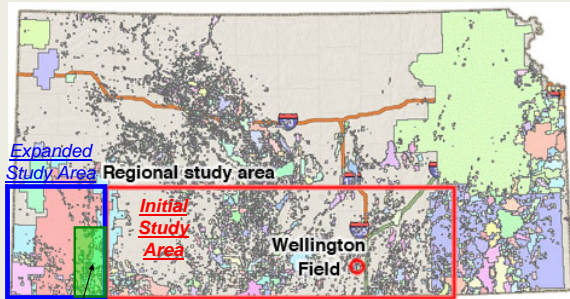 Expanded
Study Area
Regional study area
Initial
Study
Area
Wellington
Field